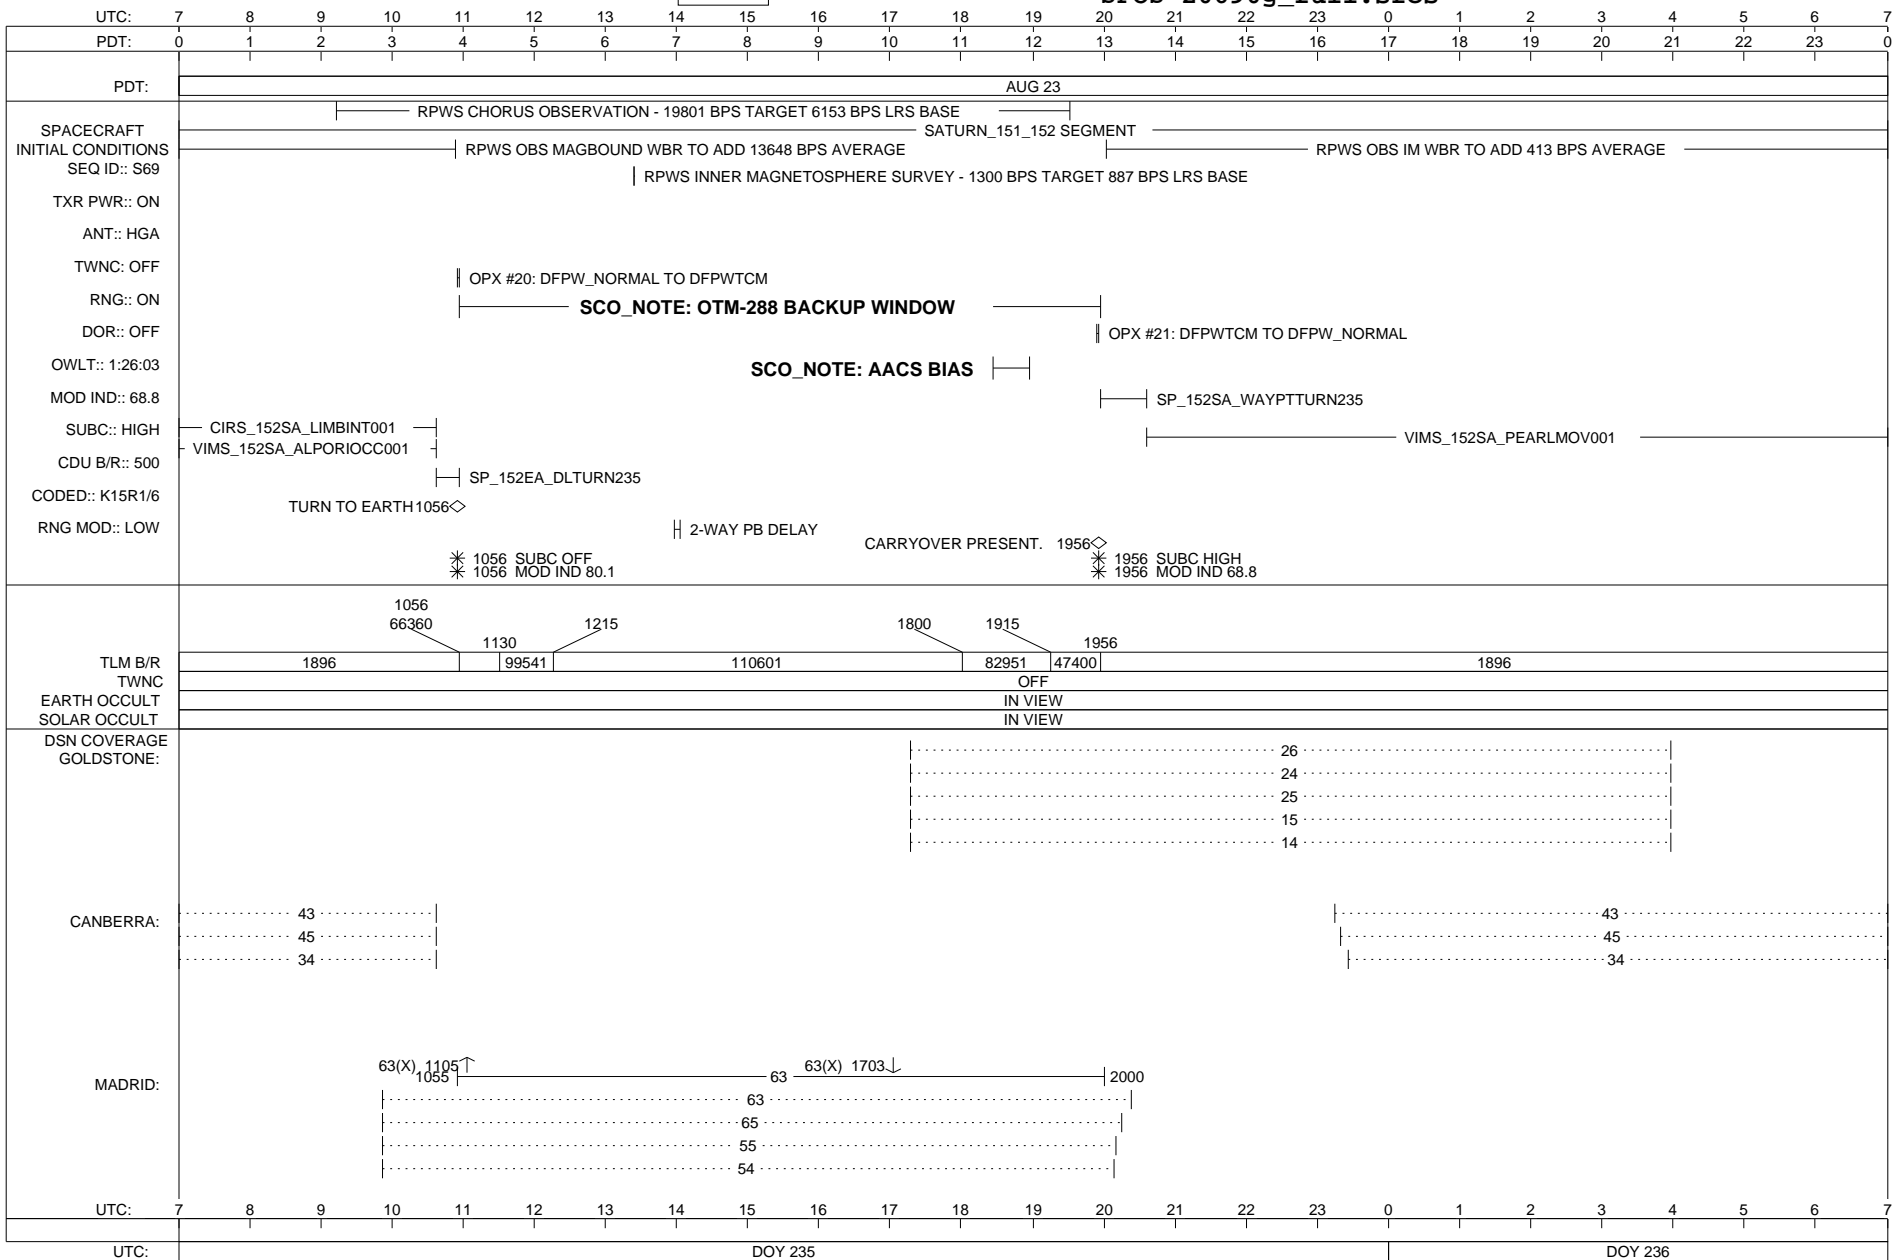 UTC: 7 8 9 10 11 12 13 14 15 16 17 18 19 20 21 22 23 0 1 2 3 4 5 6 7
PDT: 0 1 2 3 4 5 6 7 8 9 10 11 12 13 14 15 16 17 18 19 20 21 22 23 0
PDT: AUG 23
RPWS CHORUS OBSERVATION - 19801 BPS TARGET 6153 BPS LRS BASE
SPACECRAFT SATURN_151_152 SEGMENT
INITIAL CONDITIONS RPWS OBS MAGBOUND WBR TO ADD 13648 BPS AVERAGE RPWS OBS IM WBR TO ADD 413 BPS AVERAGE
SEQ ID:: S69 RPWS INNER MAGNETOSPHERE SURVEY - 1300 BPS TARGET 887 BPS LRS BASE
TXR PWR:: ON
ANT:: HGA
TWNC: OFF OPX #20: DFPW_NORMAL TO DFPWTCM
RNG:: ON SCO_NOTE: OTM-288 BACKUP WINDOW
DOR:: OFF OPX #21: DFPWTCM TO DFPW_NORMAL
OWLT:: 1:26:03 SCO_NOTE: AACS BIAS
MOD IND:: 68.8 SP_152SA_WAYPTTURN235
SUBC:: HIGH CIRS_152SA_LIMBINT001 VIMS_152SA_PEARLMOV001
VIMS_152SA_ALPORIOCC001
CDU B/R:: 500 SP_152EA_DLTURN235
CODED:: K15R1/6
TURN TO EARTH 1056
RNG MOD:: LOW 2-WAY PB DELAY
CARRYOVER PRESENT. 1956
1056 SUBC OFF 1956 SUBC HIGH
1056 MOD IND 80.1 1956 MOD IND 68.8
1056
66360 1215 1800 1915
1130 1956
TLM B/R 1896 99541 110601 82951 47400 1896
TWNC OFF
EARTH OCCULT IN VIEW
SOLAR OCCULT IN VIEW
DSN COVERAGE
GOLDSTONE: 26
24
25
15
14
CANBERRA: 43 43
45 45
34 34
63(X) 1105 63(X) 1703
MADRID: 1055 63 2000
63
65
55
54
UTC: 7 8 9 10 11 12 13 14 15 16 17 18 19 20 21 22 23 0 1 2 3 4 5 6 7
UTC: DOY 235 DOY 236